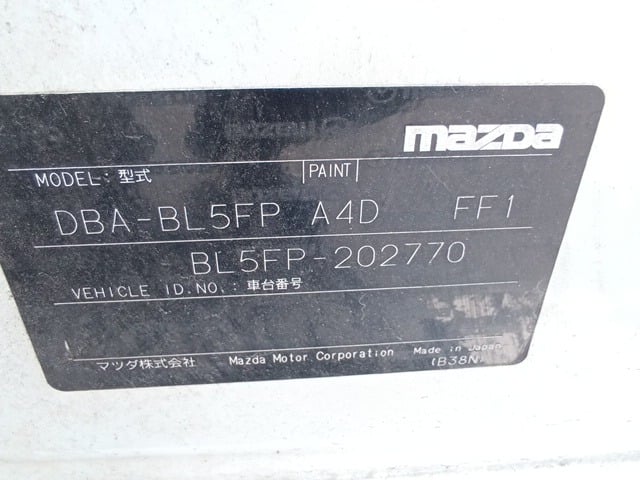 mazda
MODEL: 型式 PAINT
DBA-BL5FP A4D FF1
BL5FP-202770
VEHICLE ID.NO.: 車台番号
マツダ株式会社 Mazda Motor Corporation Made in Japan
(B38N)